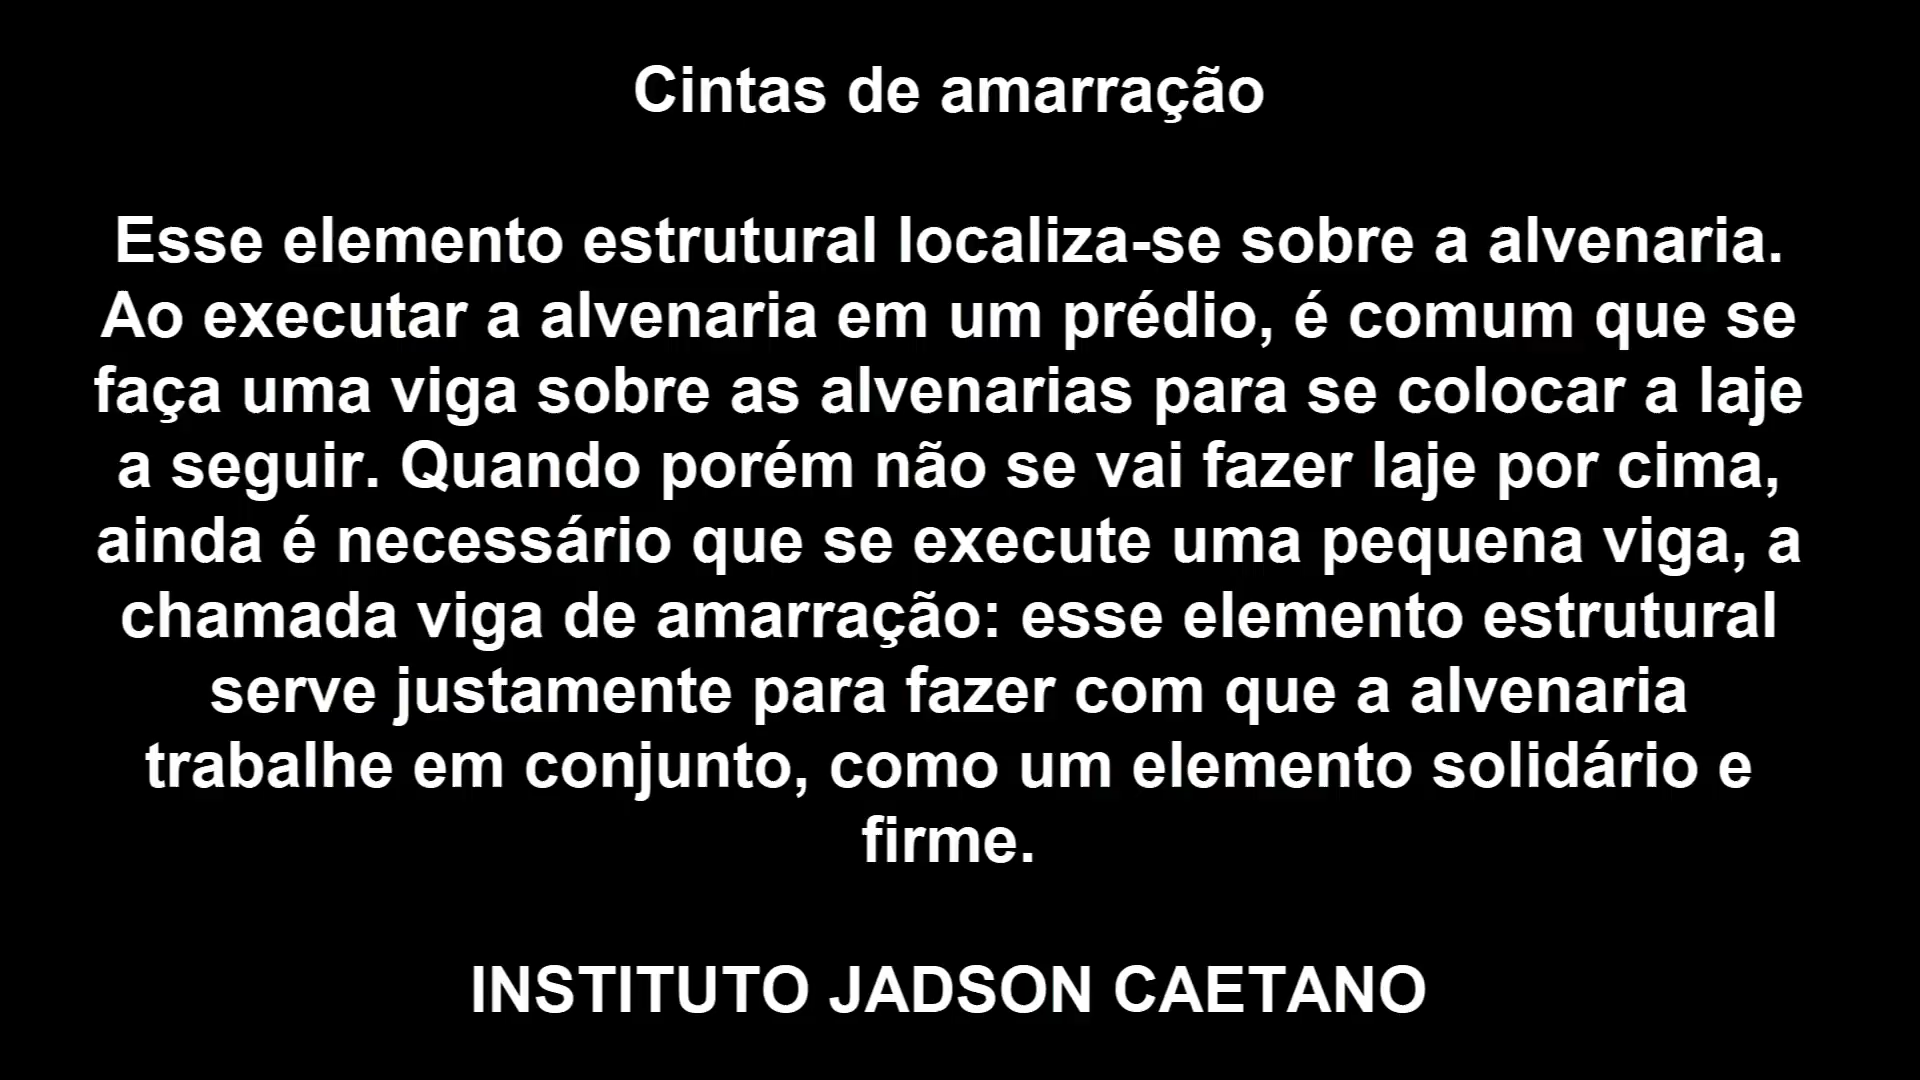 Cintas de amarração
Esse elemento estrutural localiza-se sobre a alvenaria.
Ao executar a alvenaria em um prédio, é comum que se
faça uma viga sobre as alvenarias para se colocar a laje
a seguir. Quando porém não se vai fazer laje por cima,
ainda é necessário que se execute uma pequena viga, a
chamada viga de amarração: esse elemento estrutural
serve justamente para fazer com que a alvenaria
trabalhe em conjunto, como um elemento solidário e
firme.
INSTITUTO JADSON CAETANO